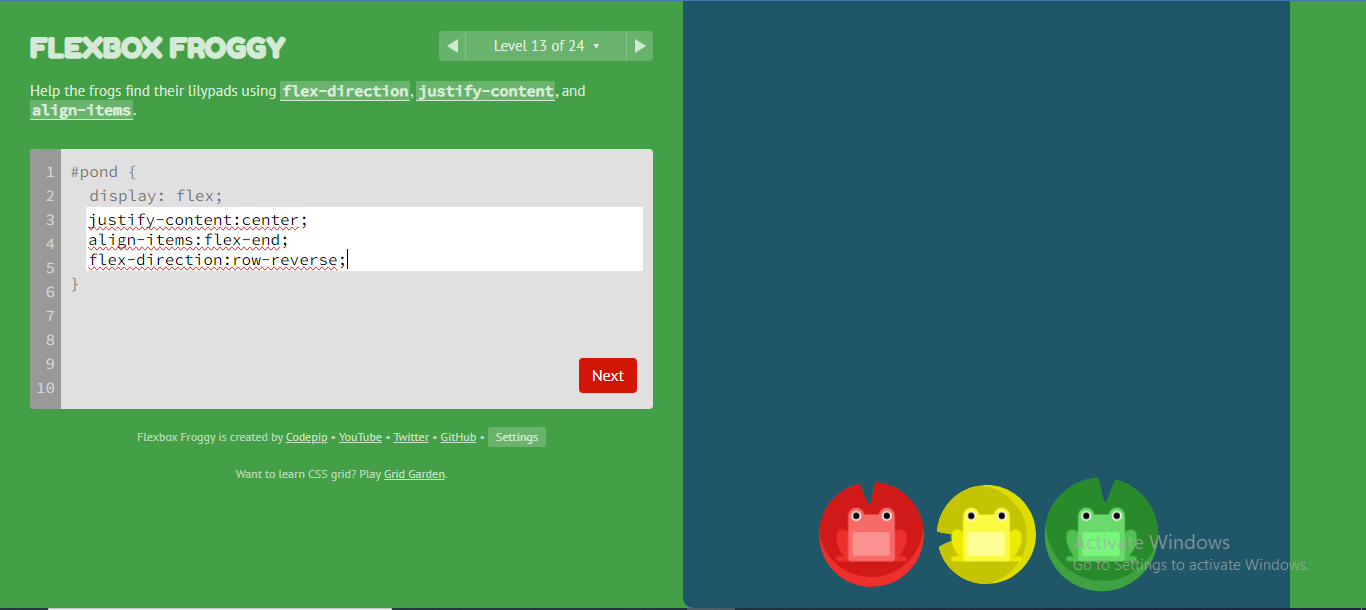 FLEXBOX FROGGY
◀ Level 13 of 24 ▾ ▶
Help the frogs find their lilypads using flex-direction, justify-content, and
align-items.
1 #pond {
2 display: flex;
3 justify-content:center;
4 align-items:flex-end;
5 flex-direction:row-reverse;
6 }
7
8
9
10
Next
Flexbox Froggy is created by Codepip • YouTube • Twitter • GitHub • Settings
Want to learn CSS grid? Play Grid Garden.
Activate Windows
Go to Settings to activate Windows.